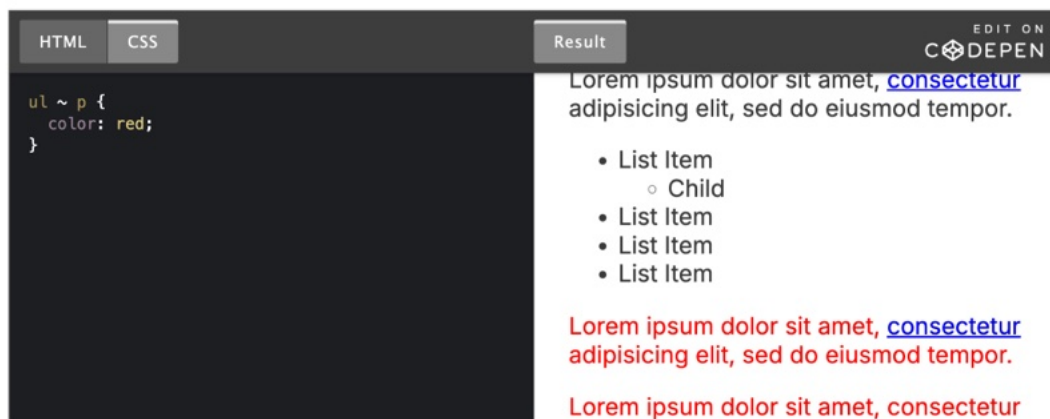 HTML CSS Result EDIT ON
CODEPEN
ul ~ p {
color: red;
}
Lorem ipsum dolor sit amet, consectetur
adipisicing elit, sed do eiusmod tempor.
List Item
Child
List Item
List Item
List Item
Lorem ipsum dolor sit amet, consectetur
adipisicing elit, sed do eiusmod tempor.
Lorem ipsum dolor sit amet, consectetur